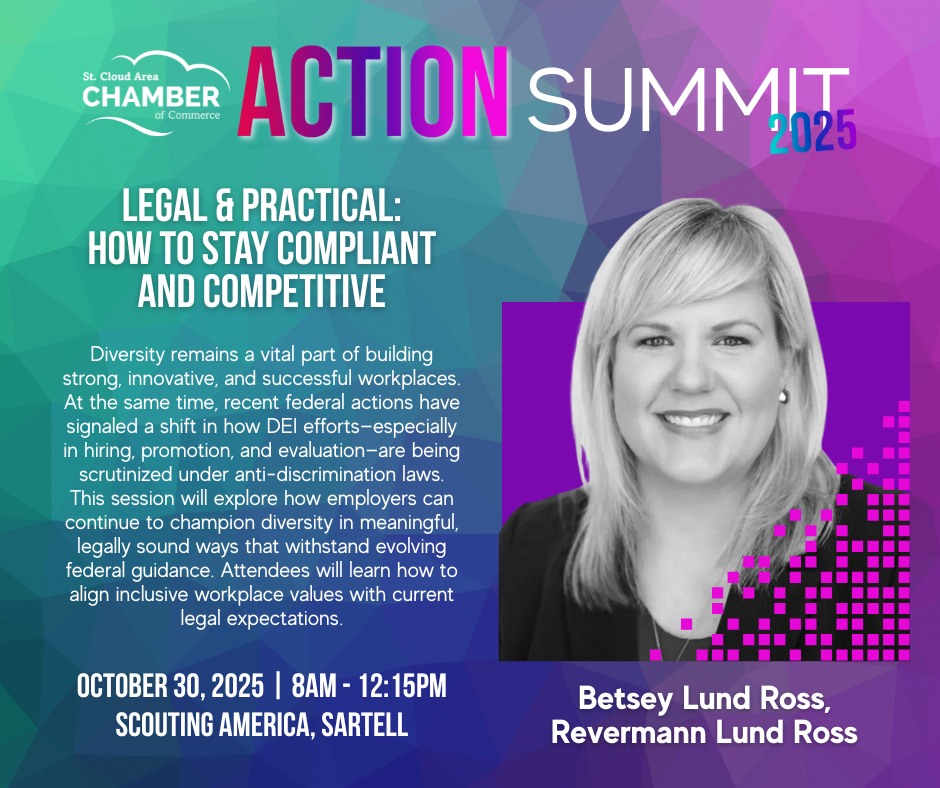 St. Cloud Area
CHAMBER
of Commerce
ACTION SUMMIT
2025
LEGAL & PRACTICAL:
HOW TO STAY COMPLIANT
AND COMPETITIVE
Diversity remains a vital part of building
strong, innovative, and successful workplaces.
At the same time, recent federal actions have
signaled a shift in how DEI efforts—especially
in hiring, promotion, and evaluation—are being
scrutinized under anti-discrimination laws.
This session will explore how employers can
continue to champion diversity in meaningful,
legally sound ways that withstand evolving
federal guidance. Attendees will learn how to
align inclusive workplace values with current
legal expectations.
OCTOBER 30, 2025 | 8AM - 12:15PM
SCOUTING AMERICA, SARTELL
Betsey Lund Ross,
Revermann Lund Ross